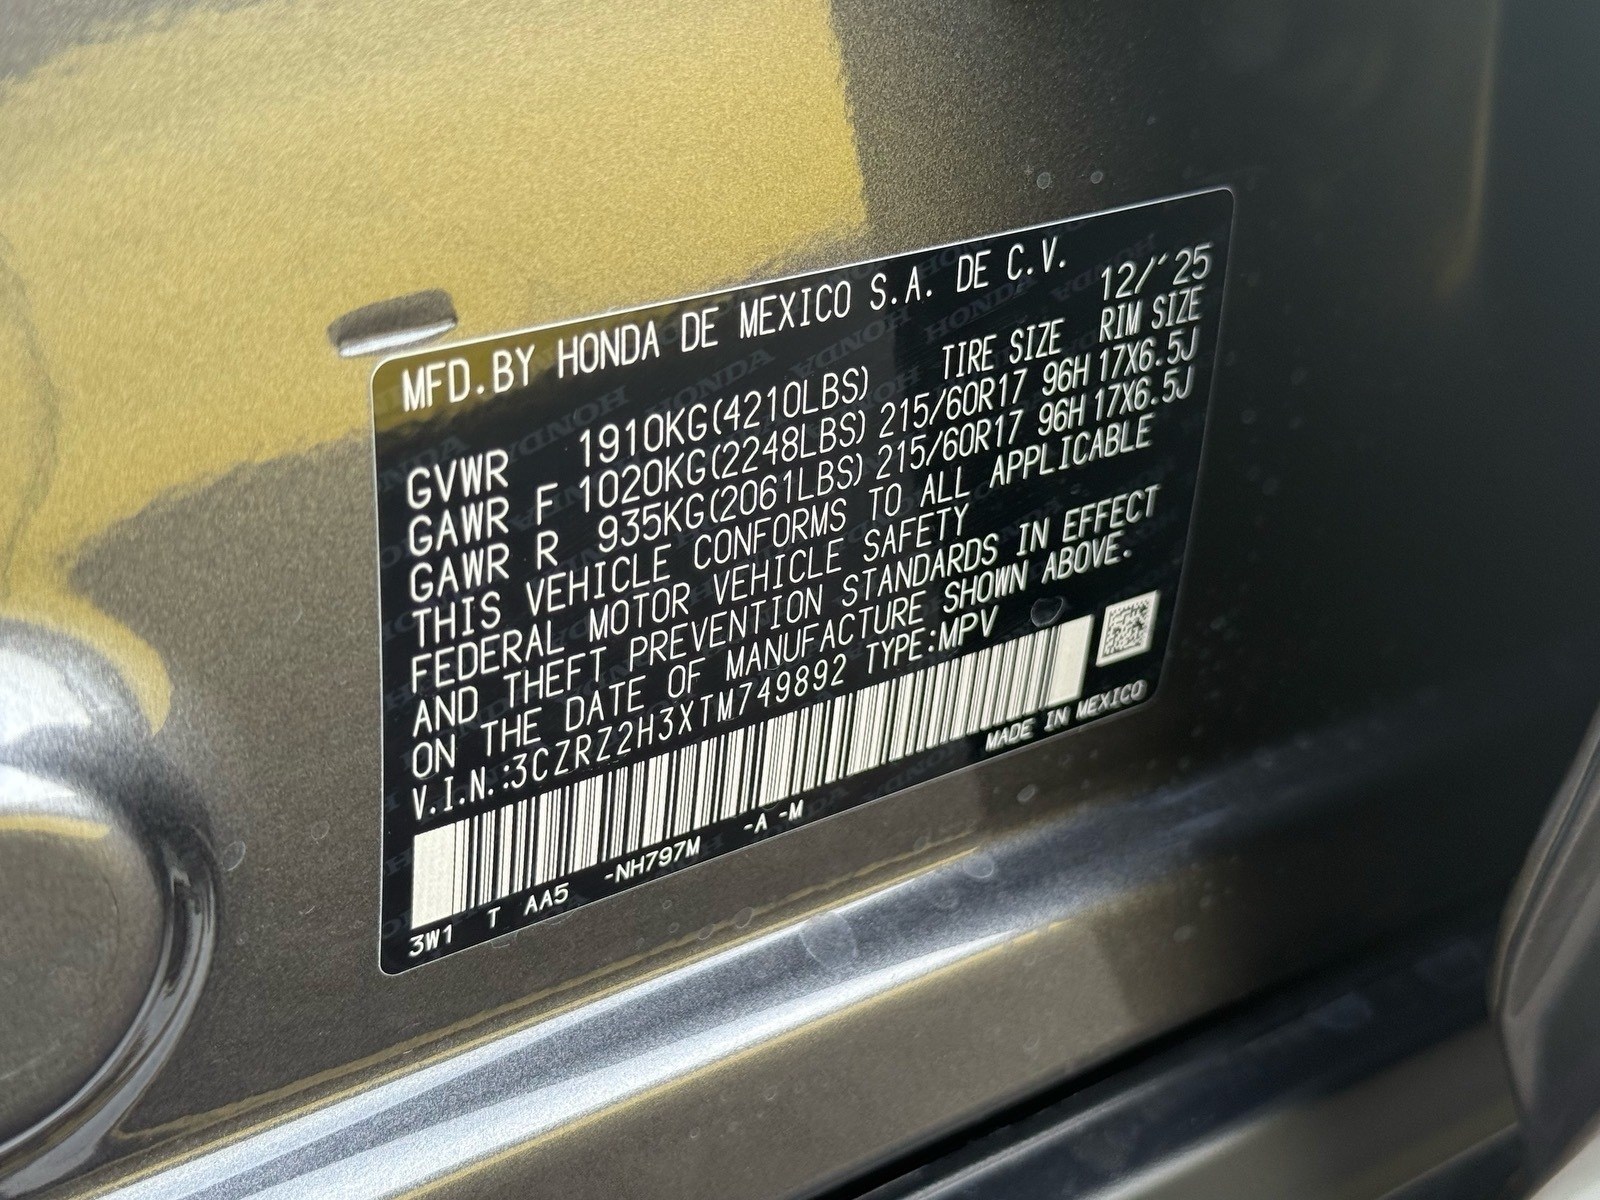 MFD.BY HONDA DE MEXICO S.A. DE C.V.
12/'25
TIRE SIZE RIM SIZE
GVWR 1910KG(4210LBS)
GAWR F 1020KG(2248LBS) 215/60R17 96H 17X6.5J
GAWR R 935KG(2061LBS) 215/60R17 96H 17X6.5J
THIS VEHICLE CONFORMS TO ALL APPLICABLE
FEDERAL MOTOR VEHICLE SAFETY
AND THEFT PREVENTION STANDARDS IN EFFECT
ON THE DATE OF MANUFACTURE SHOWN ABOVE.
V.I.N.:3CZRZ2H3XTM749892 TYPE:MPV
MADE IN MEXICO
3W1 T AA5 -NH797M -A -M